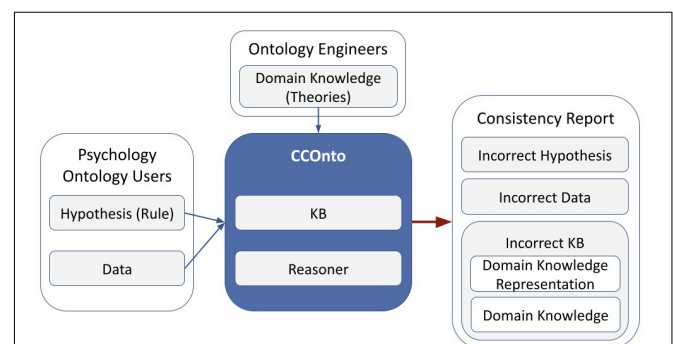 Ontology Engineers
Domain Knowledge
(Theories)
Psychology
Ontology Users
Hypothesis (Rule)
Data
CCOnto
KB
Reasoner
Consistency Report
Incorrect Hypothesis
Incorrect Data
Incorrect KB
Domain Knowledge
Representation
Domain Knowledge